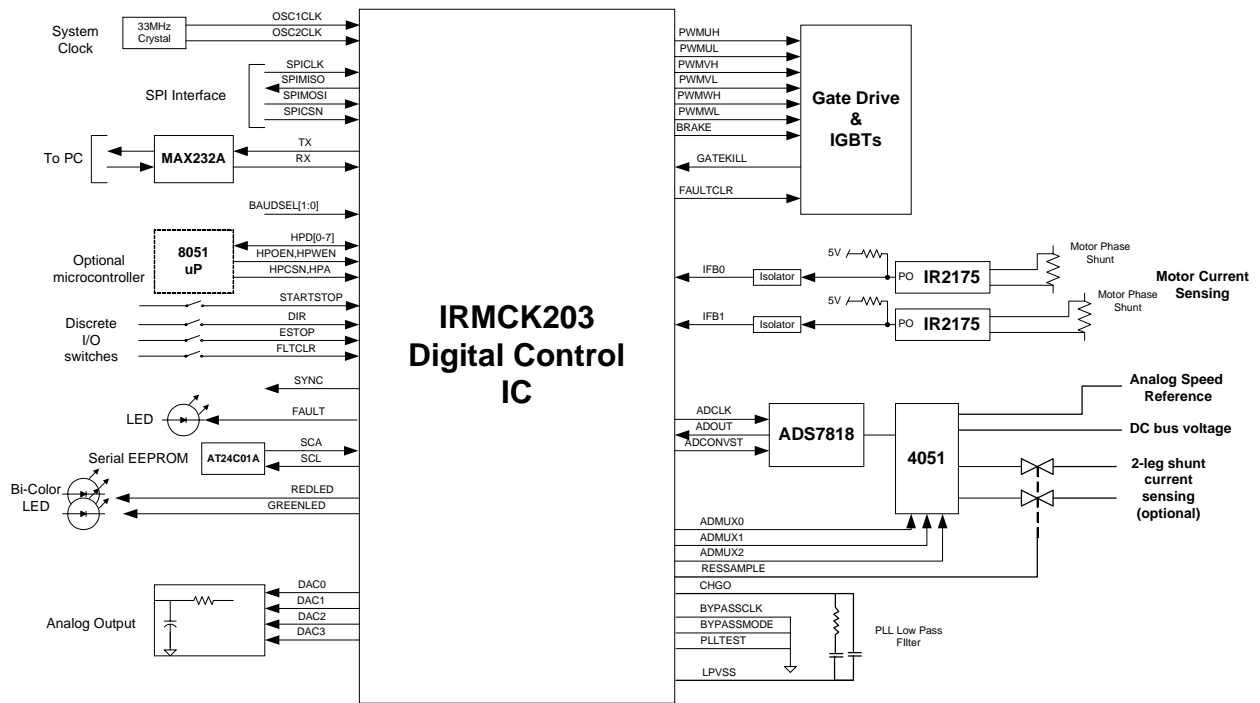 System
Clock
33MHz
Crystal
OSC1CLK
OSC2CLK
SPI Interface
SPICLK
SPIMISO
SPIMOSI
SPICSN
To PC
MAX232A
TX
RX
BAUDSEL[1:0]
Optional
microcontroller
8051
uP
HPD[0-7]
HPOEN,HPWEN
HPCSN,HPA
Discrete
I/O
switches
STARTSTOP
DIR
ESTOP
FLTCLR
SYNC
LED
FAULT
Serial EEPROM
AT24C01A
SCA
SCL
Bi-Color
LED
REDLED
GREENLED
Analog Output
DAC0
DAC1
DAC2
DAC3
IRMCK203
Digital Control
IC
PWMUH
PWMUL
PWMVH
PWMVL
PWMWH
PWMWL
BRAKE
GATEKILL
FAULTCLR
Gate Drive
&
IGBTs
IFB0
Isolator
5V
PO
IR2175
Motor Phase
Shunt
IFB1
Isolator
5V
PO
IR2175
Motor Phase
Shunt
Motor Current
Sensing
ADCLK
ADOUT
ADCONVST
ADS7818
4051
Analog Speed
Reference
DC bus voltage
2-leg shunt
current
sensing
(optional)
ADMUX0
ADMUX1
ADMUX2
RESSAMPLE
CHGO
BYPASSCLK
BYPASSMODE
PLLTEST
LPVSS
PLL Low Pass
FIlter